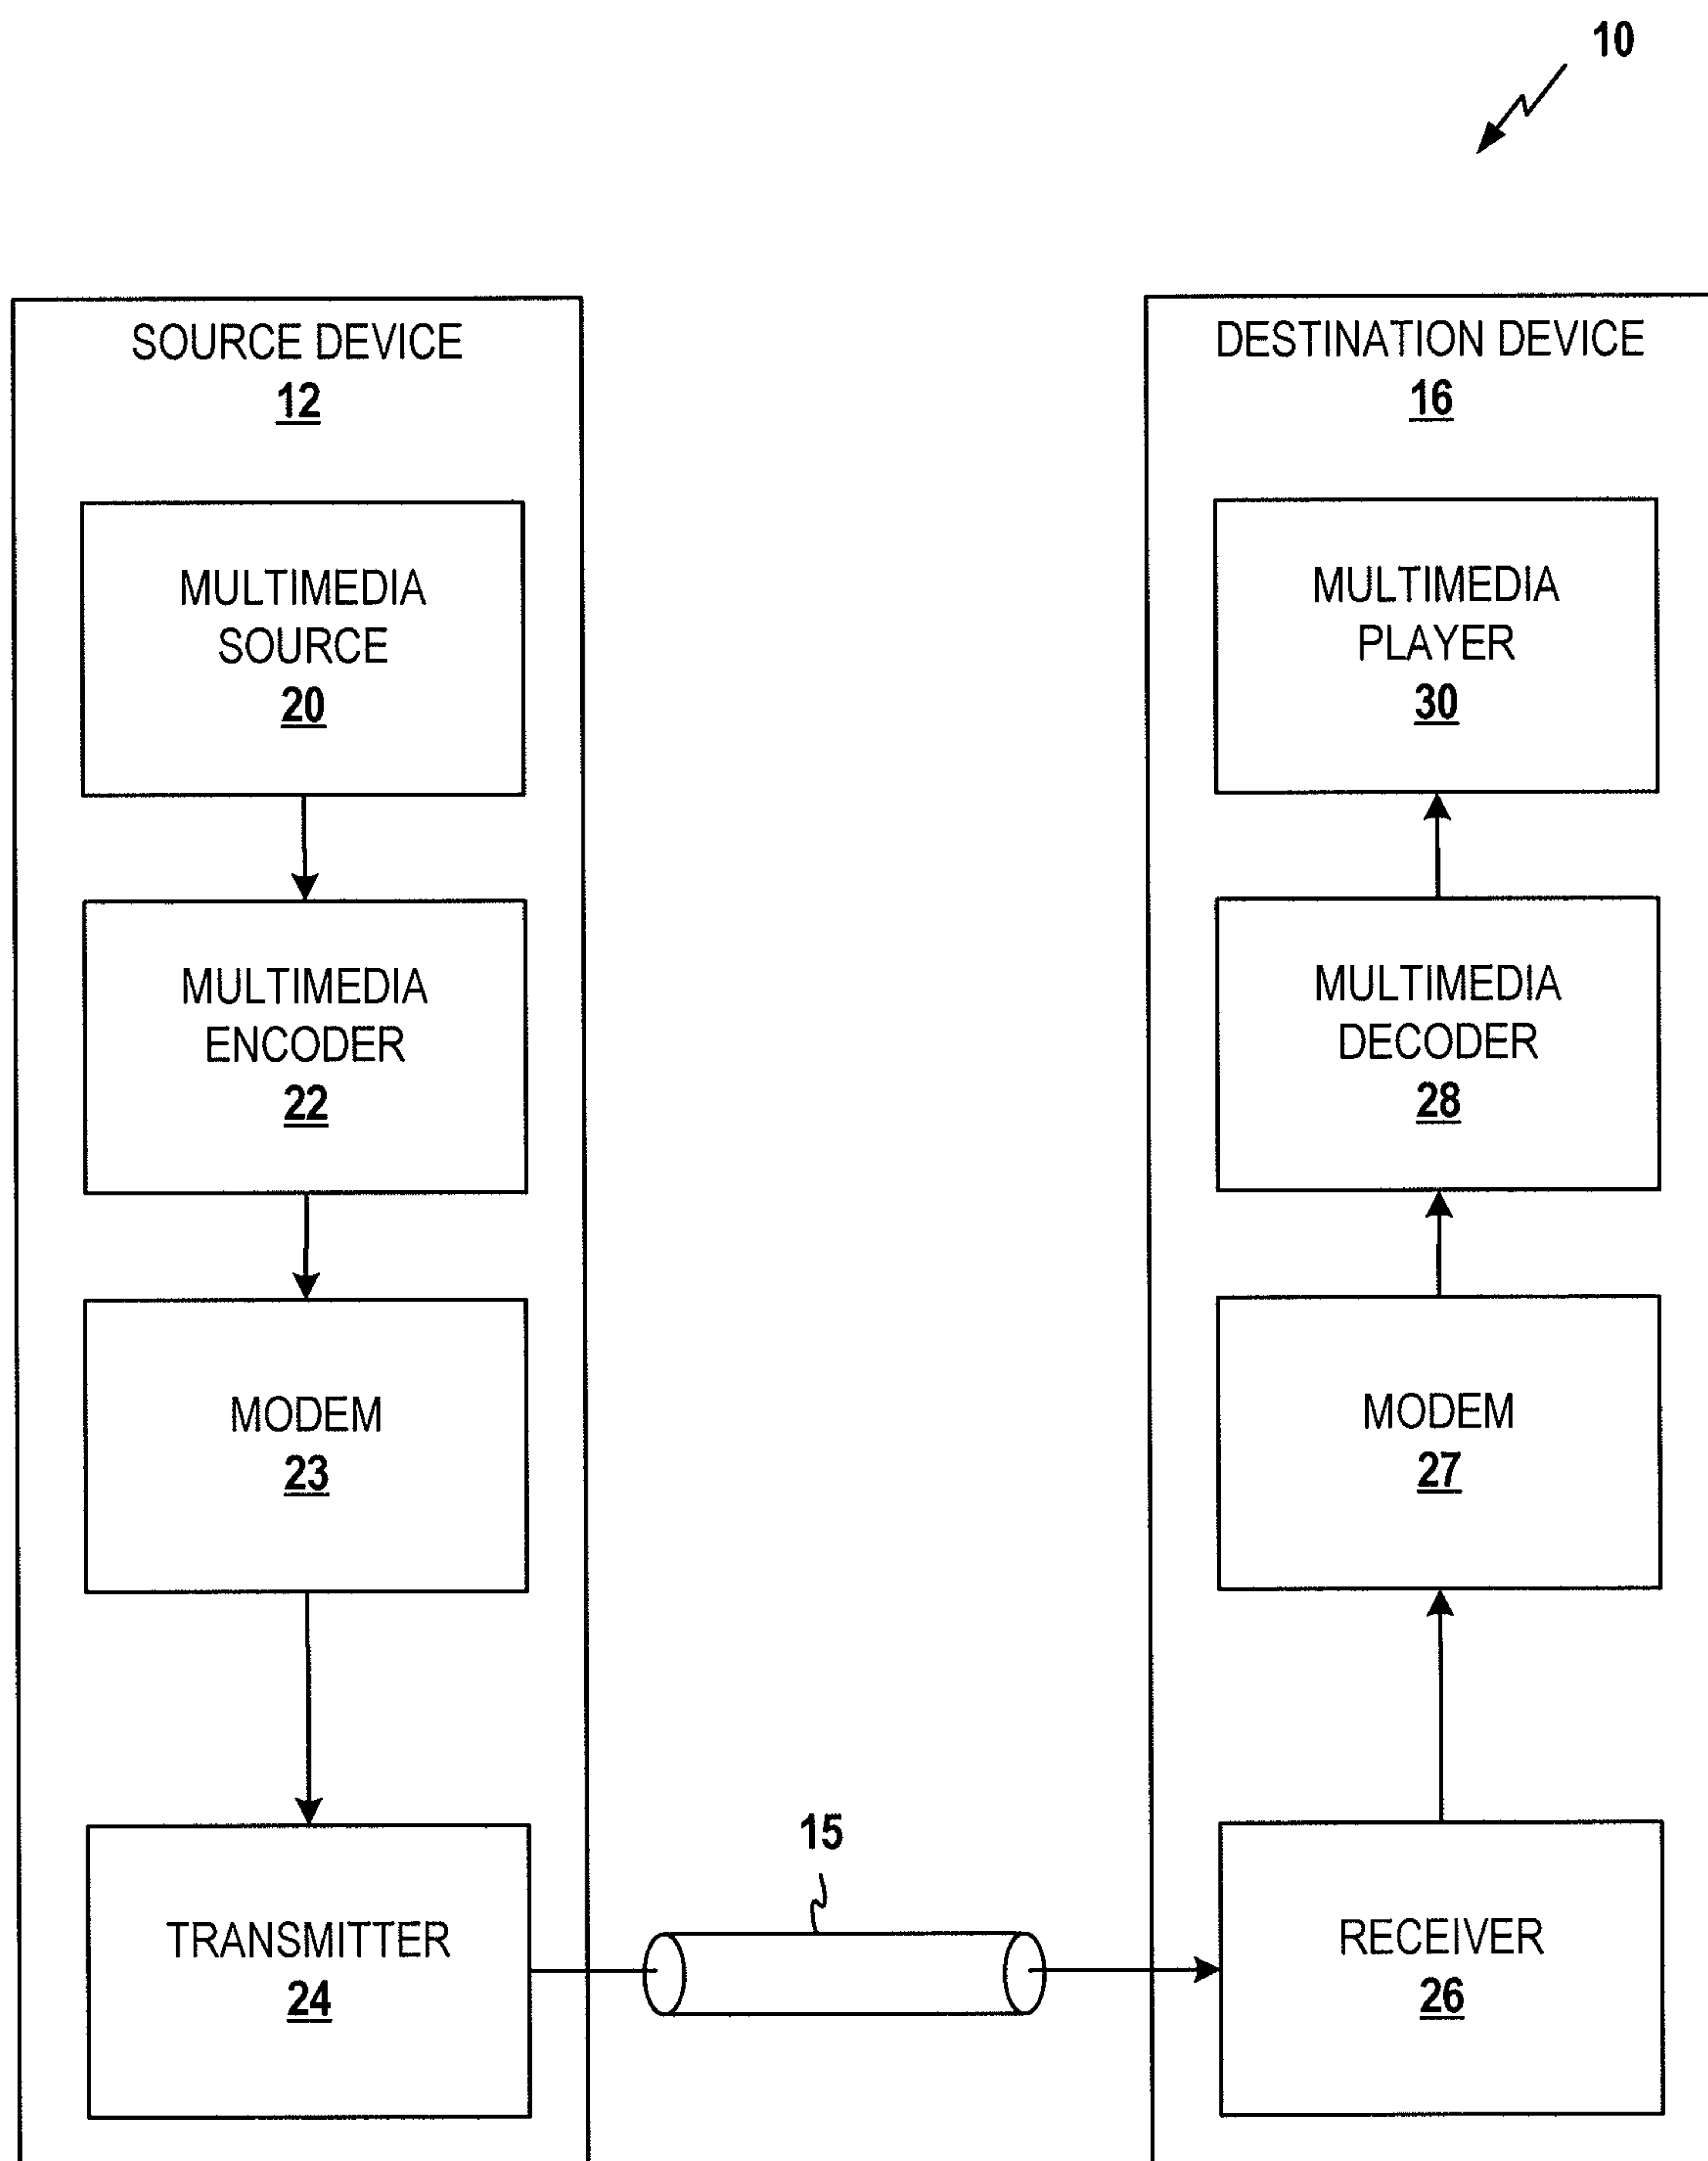 10
SOURCE DEVICE
12
MULTIMEDIA
SOURCE
20
MULTIMEDIA
ENCODER
22
MODEM
23
TRANSMITTER
24
15
DESTINATION DEVICE
16
MULTIMEDIA
PLAYER
30
MULTIMEDIA
DECODER
28
MODEM
27
RECEIVER
26